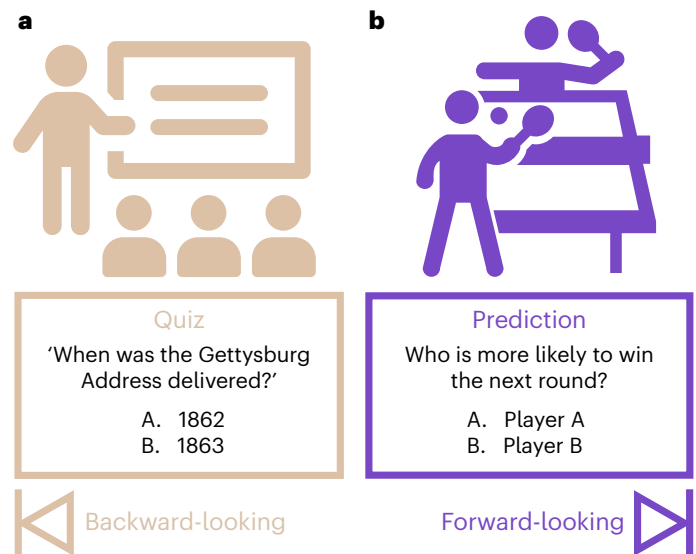 a
Quiz
‘When was the Gettysburg
Address delivered?’
A. 1862
B. 1863
Backward-looking
b
Prediction
Who is more likely to win
the next round?
A. Player A
B. Player B
Forward-looking